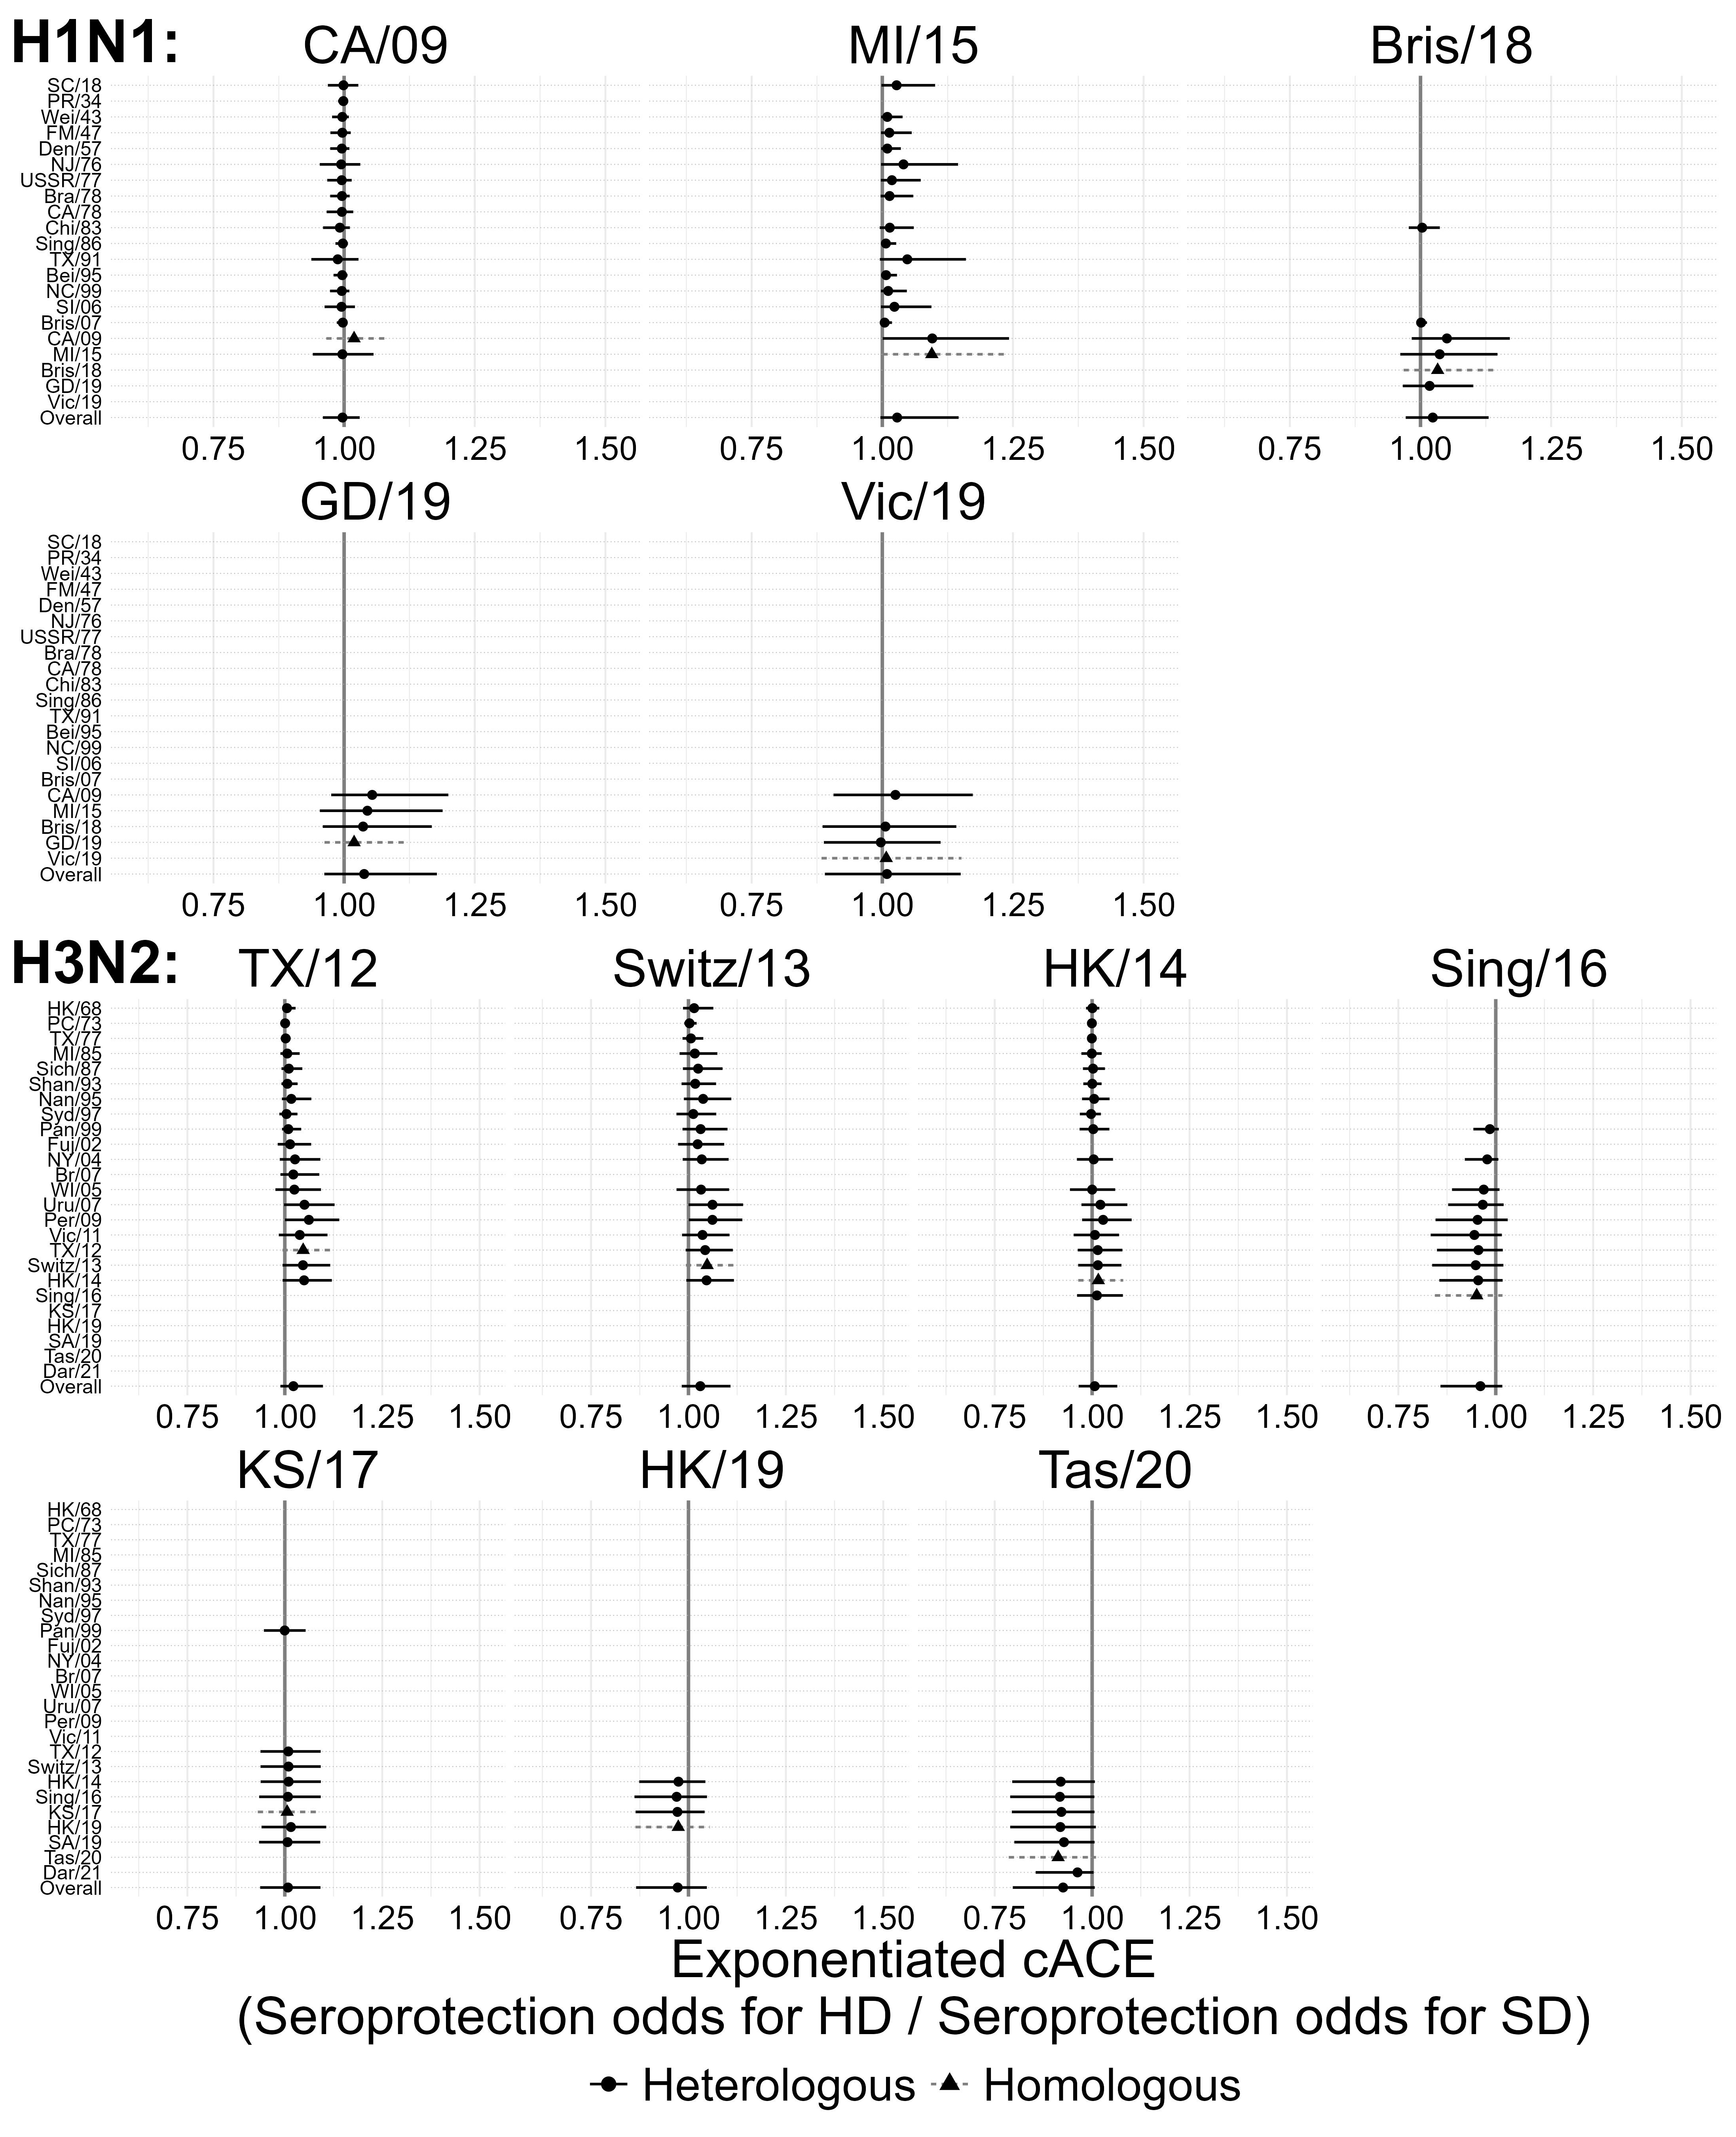 H1N1: CA/09 MI/15 Bris/18
SC/18
PR/34
Wei/43
FM/47
Den/57
NJ/76
USSR/77
Bra/78
CA/78
Chi/83
Sing/86
TX/91
Bei/95
NC/99
SI/06
Bris/07
CA/09
MI/15
Bris/18
GD/19
Vic/19
Overall
0.75 1.00 1.25 1.50 0.75 1.00 1.25 1.50 0.75 1.00 1.25 1.50
GD/19 Vic/19
SC/18
PR/34
Wei/43
FM/47
Den/57
NJ/76
USSR/77
Bra/78
CA/78
Chi/83
Sing/86
TX/91
Bei/95
NC/99
SI/06
Bris/07
CA/09
MI/15
Bris/18
GD/19
Vic/19
Overall
0.75 1.00 1.25 1.50 0.75 1.00 1.25 1.50
H3N2: TX/12 Switz/13 HK/14 Sing/16
HK/68
PC/73
TX/77
MI/85
Sich/87
Shan/93
Nan/95
Syd/97
Pan/99
Fuj/02
NY/04
Br/07
WI/05
Uru/07
Per/09
Vic/11
TX/12
Switz/13
HK/14
Sing/16
KS/17
HK/19
SA/19
Tas/20
Dar/21
Overall
0.75 1.00 1.25 1.50 0.75 1.00 1.25 1.50 0.75 1.00 1.25 1.50 0.75 1.00 1.25 1.50
KS/17 HK/19 Tas/20
HK/68
PC/73
TX/77
MI/85
Sich/87
Shan/93
Nan/95
Syd/97
Pan/99
Fuj/02
NY/04
Br/07
WI/05
Uru/07
Per/09
Vic/11
TX/12
Switz/13
HK/14
Sing/16
KS/17
HK/19
SA/19
Tas/20
Dar/21
Overall
0.75 1.00 1.25 1.50 0.75 1.00 1.25 1.50 0.75 1.00 1.25 1.50
Exponentiated cACE
(Seroprotection odds for HD / Seroprotection odds for SD)
Heterologous Homologous